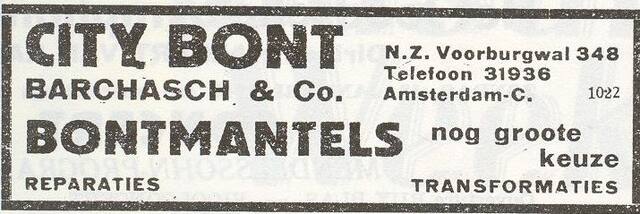 CITY BONT
BARCHASCH & Co.
N.Z. Voorburgwal 348
Telefoon 31936
Amsterdam-C.
1022
BONTMANTELS
nog groote
keuze
REPARATIES
TRANSFORMATIES